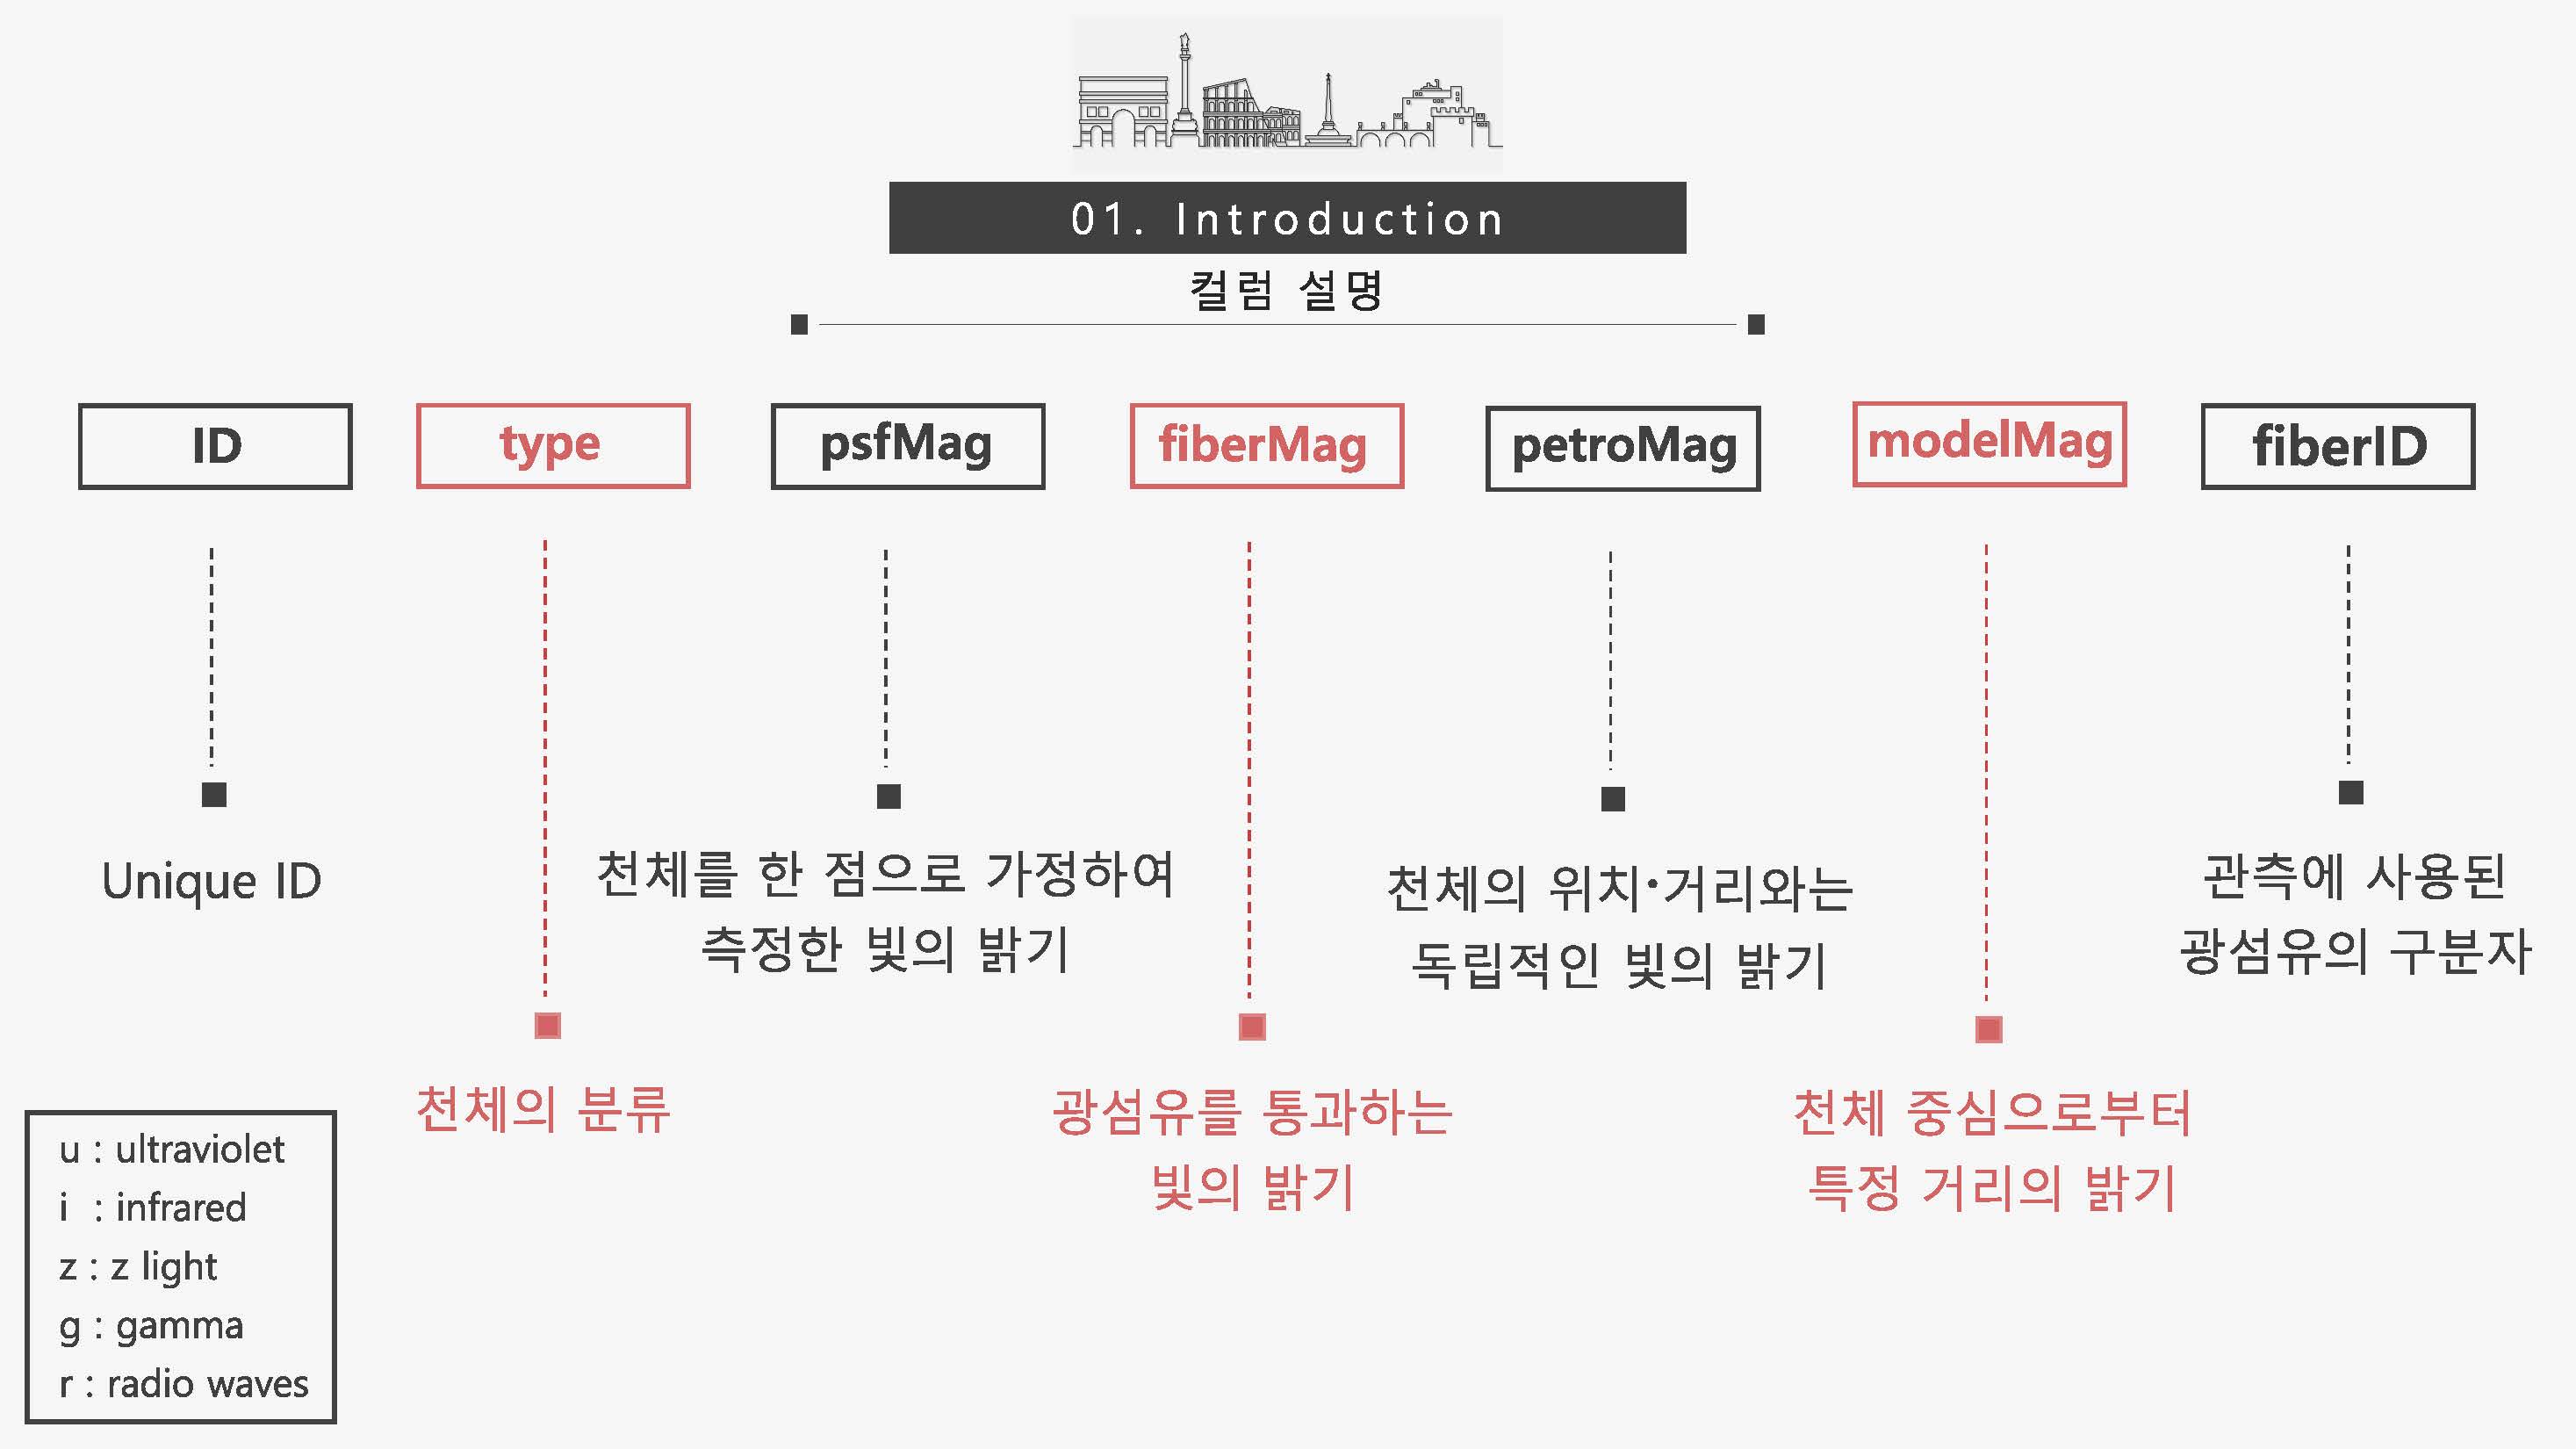 01. Introduction
컬럼 설명
ID
type
psfMag
fiberMag
petroMag
modelMag
fiberID
Unique ID
천체를 한 점으로 가정하여
측정한 빛의 밝기
천체의 위치·거리와는
독립적인 빛의 밝기
관측에 사용된
광섬유의 구분자
천체의 분류
광섬유를 통과하는
빛의 밝기
천체 중심으로부터
특정 거리의 밝기
u : ultraviolet
i : infrared
z : z light
g : gamma
r : radio waves